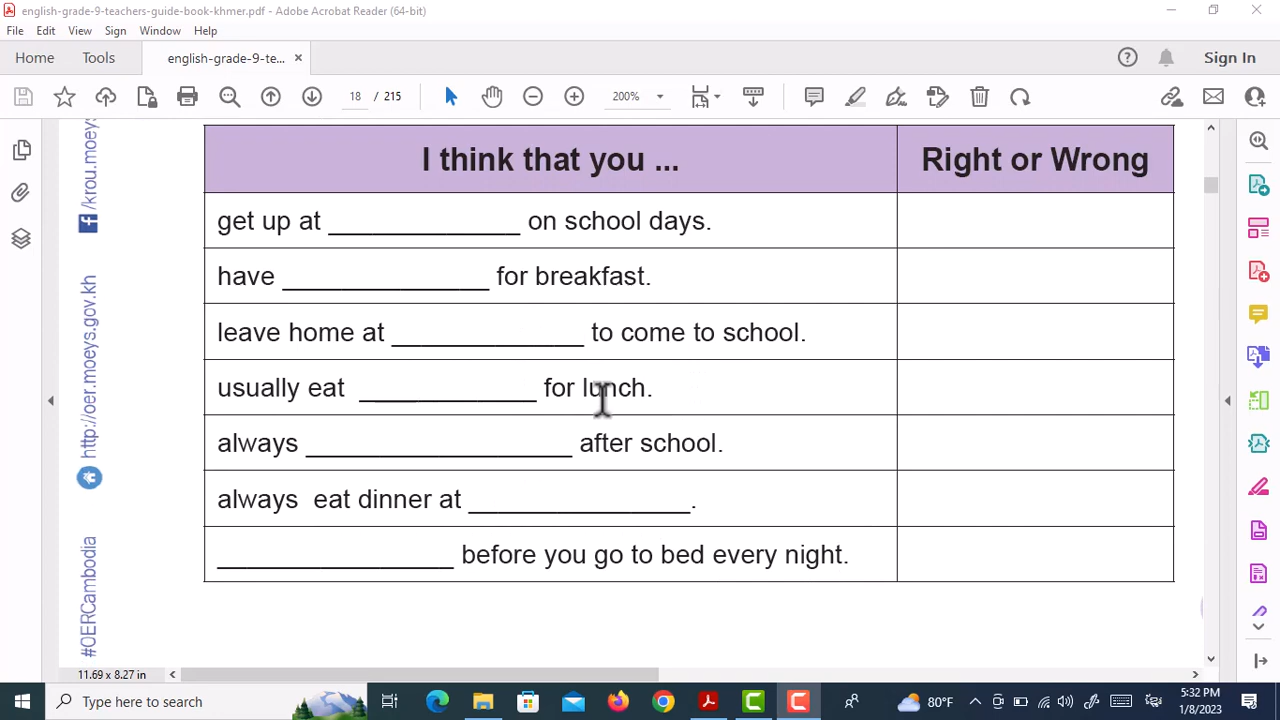 english-grade-9-teachers-guide-book-khmer.pdf - Adobe Acrobat Reader (64-bit)
File Edit View Sign Window Help
Home Tools english-grade-9-te... × Sign In
18 / 215 200%
/krou.moeys
http://oer.moeys.gov.kh
#OERCambodia
I think that you ... Right or Wrong
get up at _____________ on school days.
have ______________ for breakfast.
leave home at _____________ to come to school.
usually eat ____________ for lunch.
always __________________ after school.
always eat dinner at _______________.
________________ before you go to bed every night.
11.69 x 8.27 in
Type here to search 80°F 5:32 PM
1/8/2023